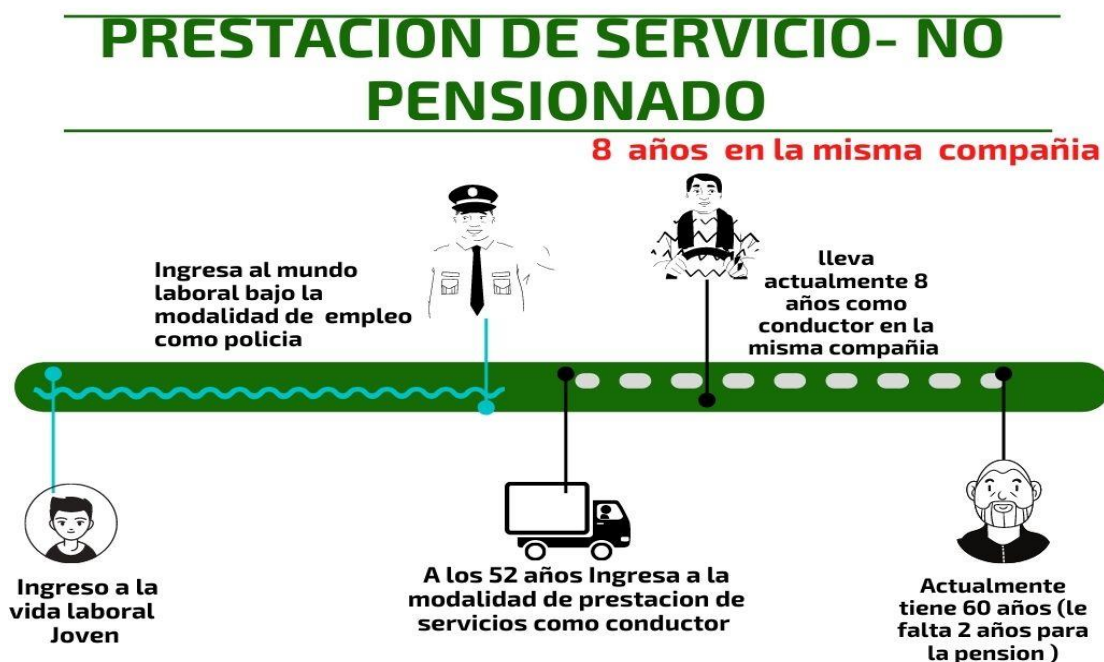 PRESTACION DE SERVICIO- NO
PENSIONADO
8 años en la misma compañia
Ingresa al mundo
laboral bajo la
modalidad de empleo
como policia
lleva
actualmente 8
años como
conductor en la
misma compañia
Ingreso a la
vida laboral
Joven
A los 52 años Ingresa a la
modalidad de prestacion de
servicios como conductor
Actualmente
tiene 60 años (le
falta 2 años para
la pension )